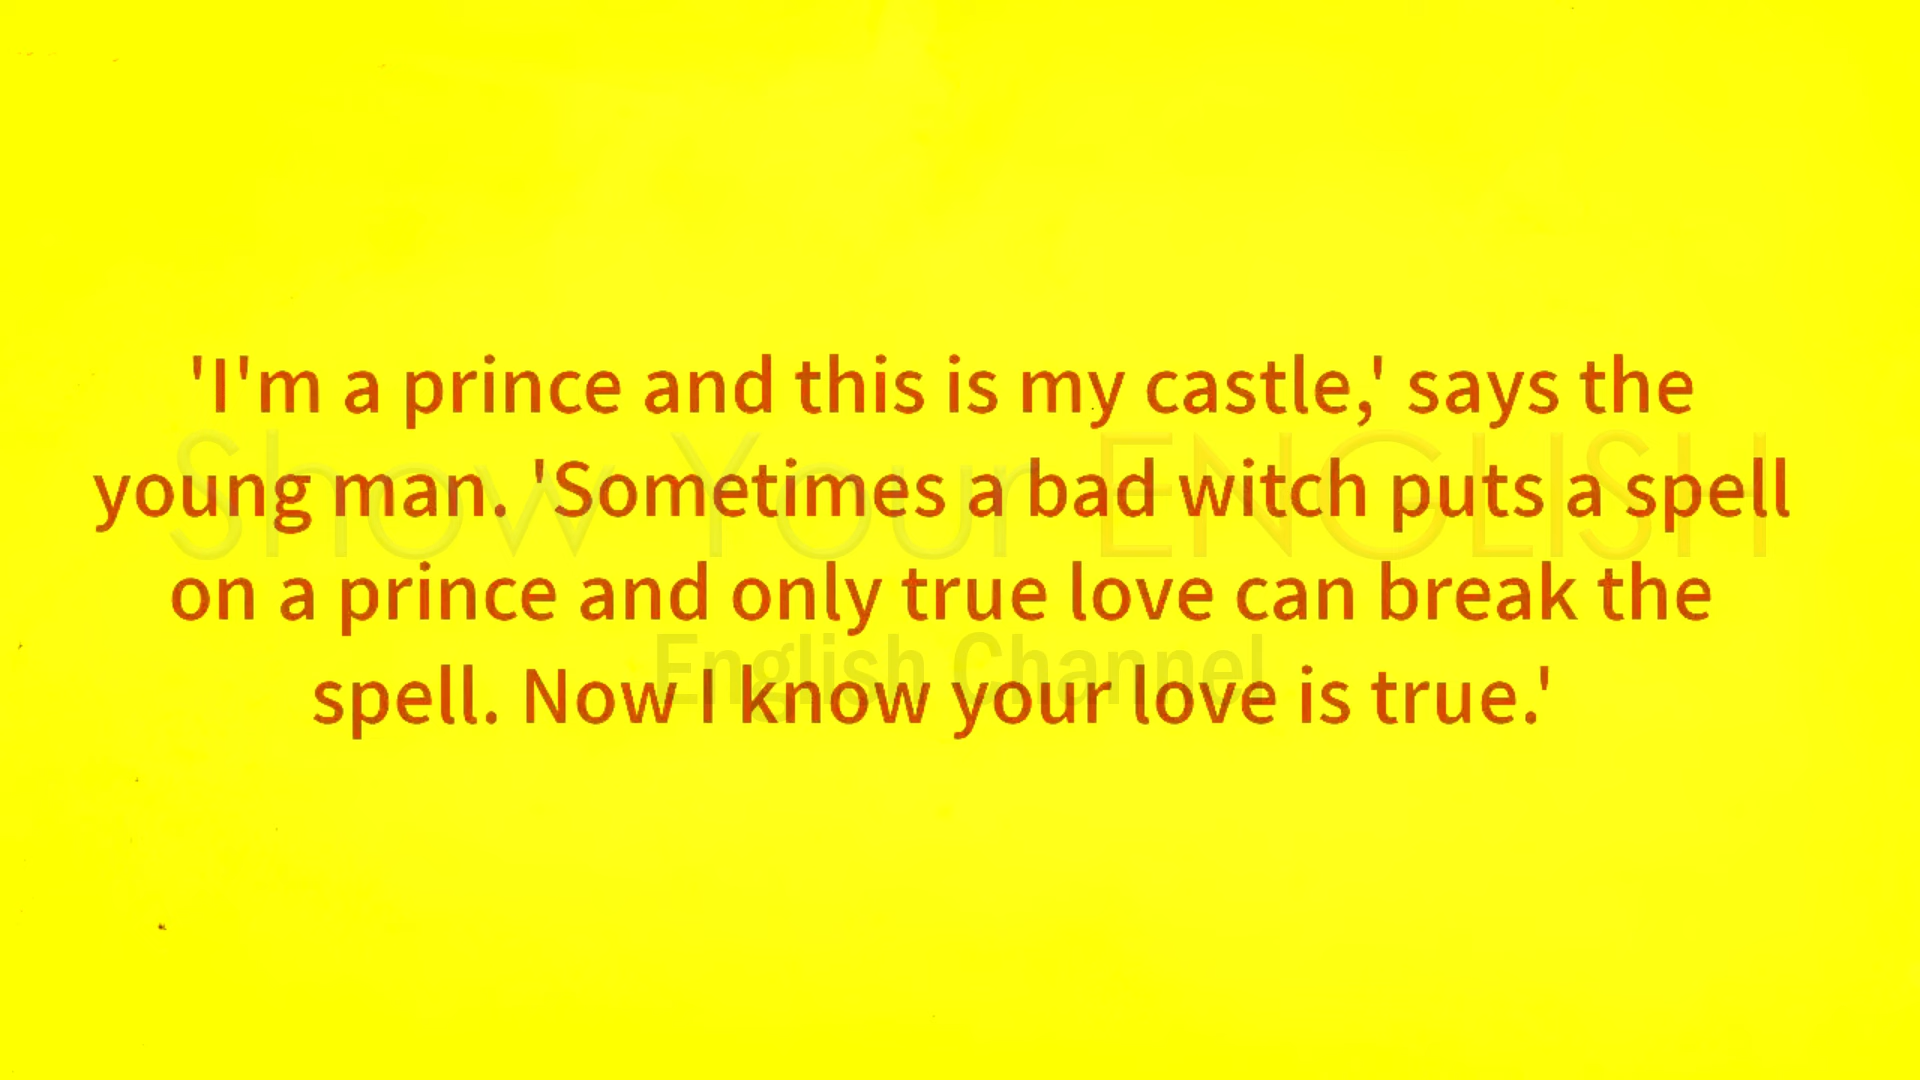 'I'm a prince and this is my castle,' says the
Show Your ENGLISH
young man. 'Sometimes a bad witch puts a spell
on a prince and only true love can break the
English Channel
spell. Now I know your love is true.'